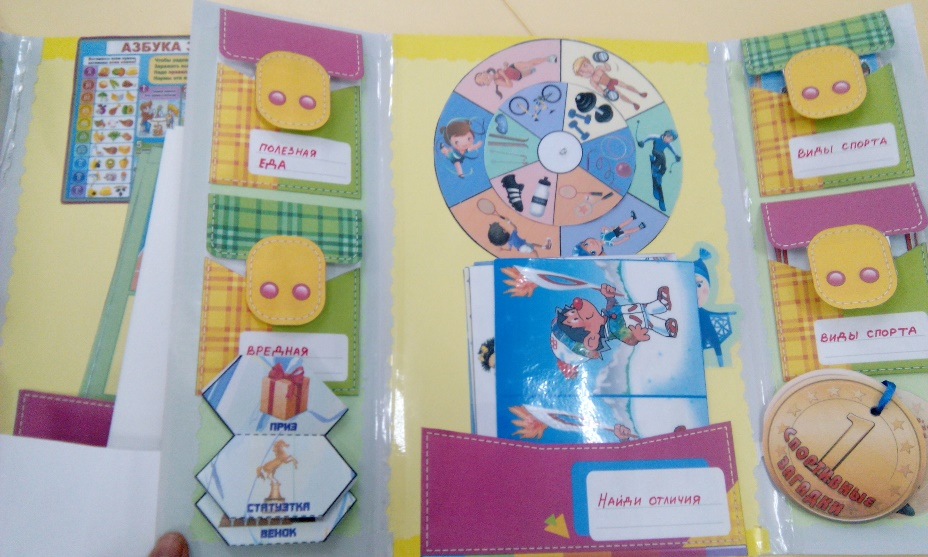 АЗБУКА З
ПОЛЕЗНАЯ
ЕДА
ВРЕДНАЯ
ПРИЗ
СТАТУЭТКА
ВЕНОК
НАЙДИ ОТЛИЧИЯ
ВИДЫ СПОРТА
ВИДЫ СПОРТА
1
СПОРТИВНЫЕ
ЗАГАДКИ